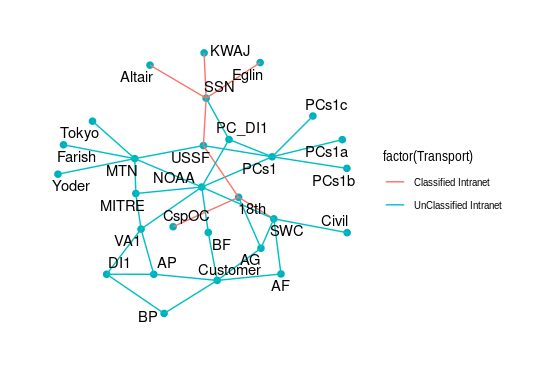 KWAJ
Altair
Eglin
SSN
PCs1c
Tokyo
PC_DI1
Farish
USSF
PCs1a
MTN
NOAA
PCs1
PCs1b
Yoder
MITRE
CspOC
18th
Civil
VA1
BF
SWC
DI1
AP
Customer
AG
AF
BP
factor(Transport)
Classified Intranet
UnClassified Intranet